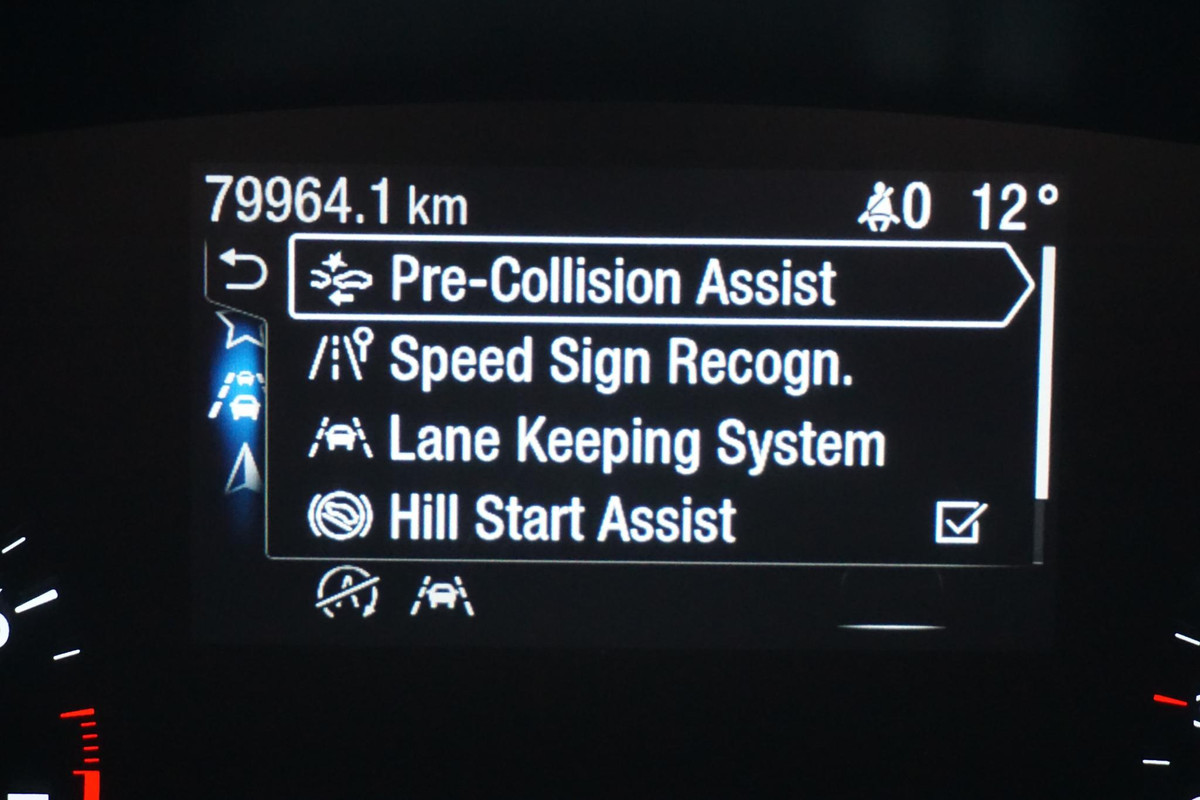 79964.1 km 0 12°
Pre-Collision Assist
Speed Sign Recogn.
Lane Keeping System
Hill Start Assist